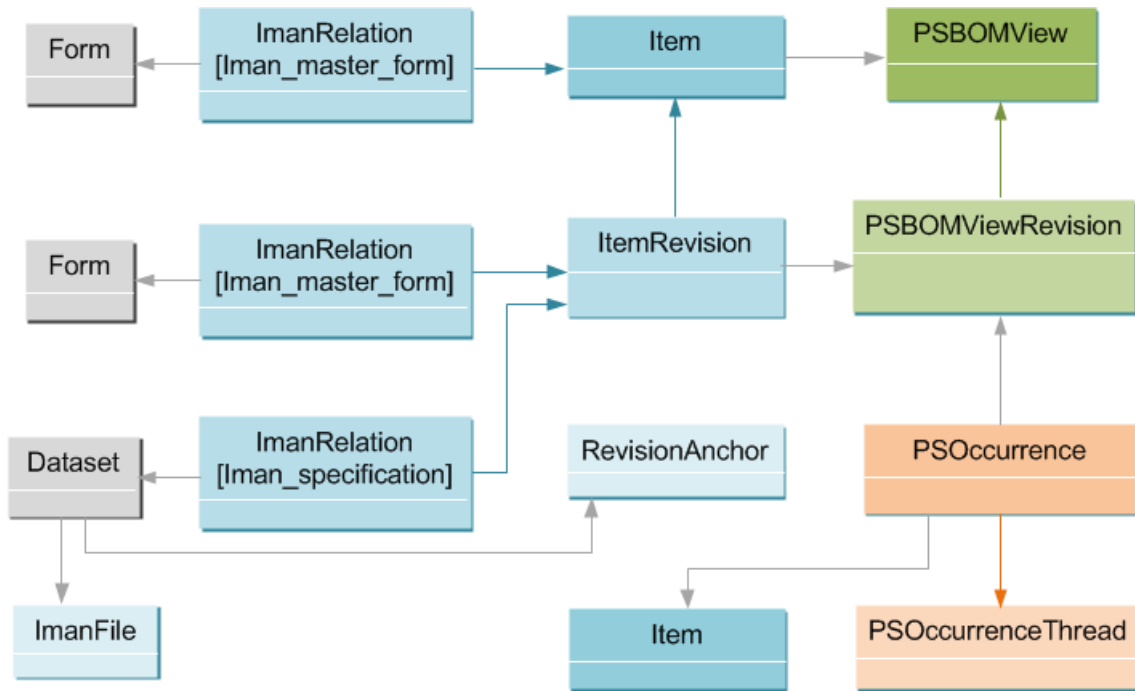 Form
ImanRelation
[Iman_master_form]
Item
PSBOMView
Form
ImanRelation
[Iman_master_form]
ItemRevision
PSBOMViewRevision
Dataset
ImanRelation
[Iman_specification]
RevisionAnchor
PSOccurrence
ImanFile
Item
PSOccurrenceThread